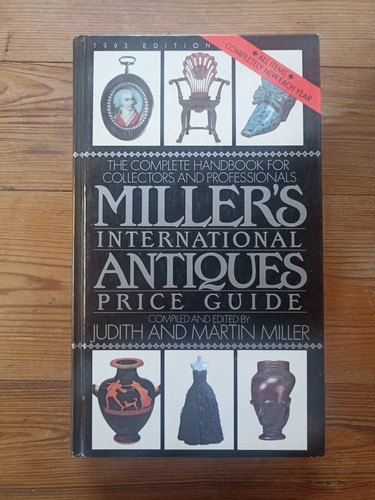 1993 EDITION
ALL ITEMS
COMPLETELY NEW EACH YEAR
THE COMPLETE HANDBOOK FOR
COLLECTORS AND PROFESSIONALS
MILLER'S
INTERNATIONAL
ANTIQUES
PRICE GUIDE
COMPILED AND EDITED BY
JUDITH AND MARTIN MILLER